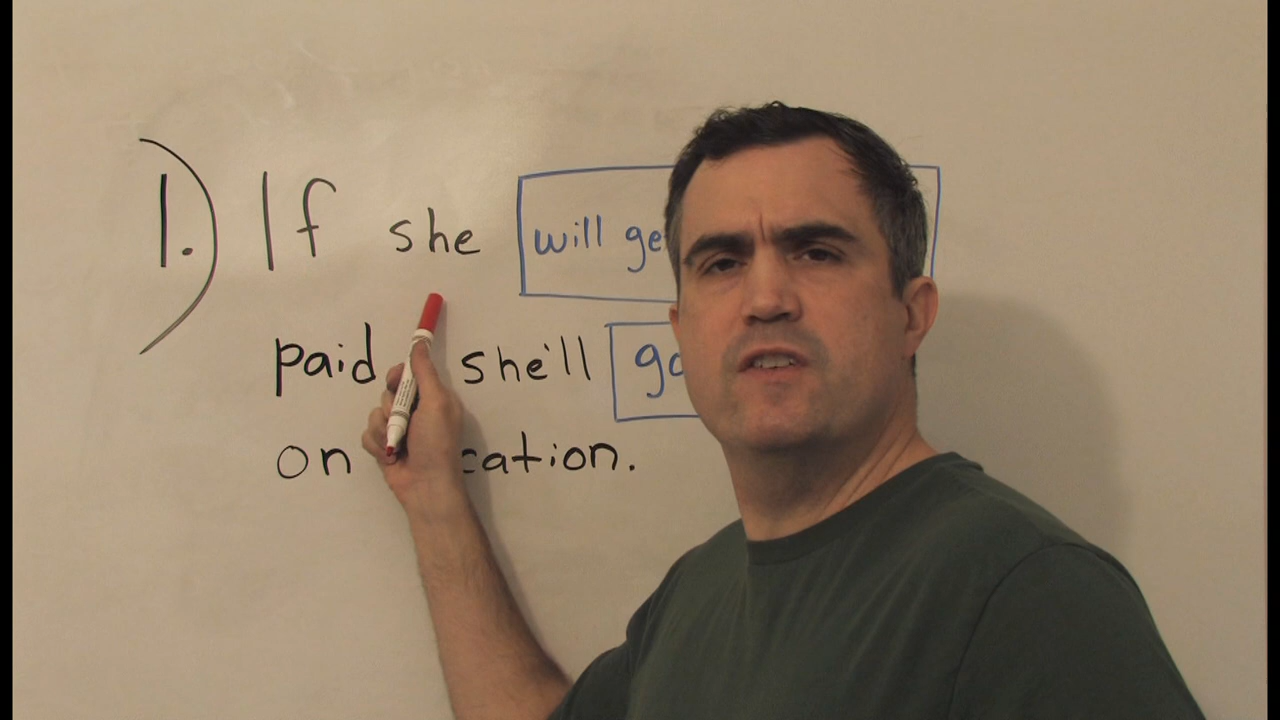 1.) If she will ge
paid she'll go
on cation.